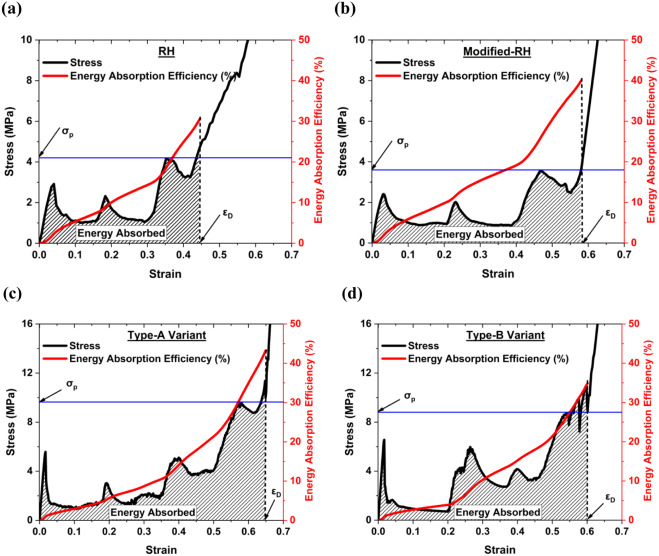 (a)
RH
Stress
Energy Absorption Efficiency (%)
σp
εD
Energy Absorbed
Stress (MPa)
0 2 4 6 8 10
Energy Absorption Efficiency (%)
0 10 20 30 40 50
0.0 0.1 0.2 0.3 0.4 0.5 0.6 0.7
Strain
(b)
Modified-RH
Stress
Energy Absorption Efficiency (%)
σp
εD
Energy Absorbed
Stress (MPa)
0 2 4 6 8 10
Energy Absorption Efficiency (%)
0 10 20 30 40 50
0.0 0.1 0.2 0.3 0.4 0.5 0.6 0.7
Strain
(c)
Type-A Variant
Stress
Energy Absorption Efficiency (%)
σp
εD
Energy Absorbed
Stress (MPa)
0 4 8 12 16
Energy Absorption Efficiency (%)
0 10 20 30 40 50
0.0 0.1 0.2 0.3 0.4 0.5 0.6 0.7
Strain
(d)
Type-B Variant
Stress
Energy Absorption Efficiency (%)
σp
εD
Energy Absorbed
Stress (MPa)
0 4 8 12 16
Energy Absorption Efficiency (%)
0 10 20 30 40 50
0.0 0.1 0.2 0.3 0.4 0.5 0.6 0.7
Strain